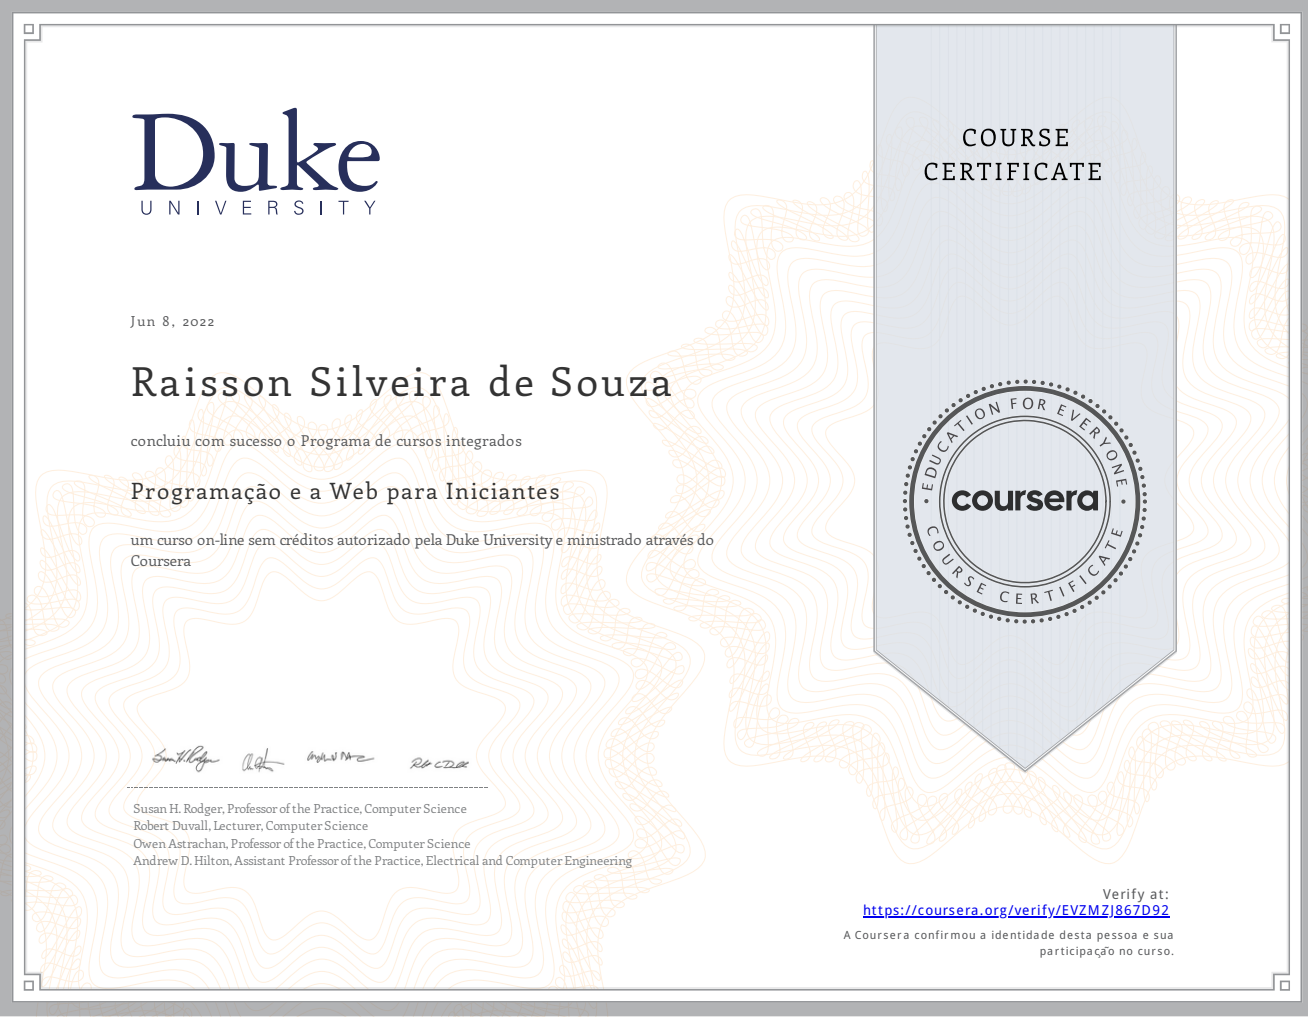 Duke
UNIVERSITY
COURSE
CERTIFICATE
Jun 8, 2022
Raisson Silveira de Souza
concluiu com sucesso o Programa de cursos integrados
Programação e a Web para Iniciantes
um curso on-line sem créditos autorizado pela Duke University e ministrado através do
Coursera
EDUCATION FOR EVERYONE
coursera
COURSE CERTIFICATE
Susan H. Rodger, Professor of the Practice, Computer Science
Robert Duvall, Lecturer, Computer Science
Owen Astrachan, Professor of the Practice, Computer Science
Andrew D. Hilton, Assistant Professor of the Practice, Electrical and Computer Engineering
Verify at:
https://coursera.org/verify/EVZMZJ867D92
A Coursera confirmou a identidade desta pessoa e sua
participação no curso.